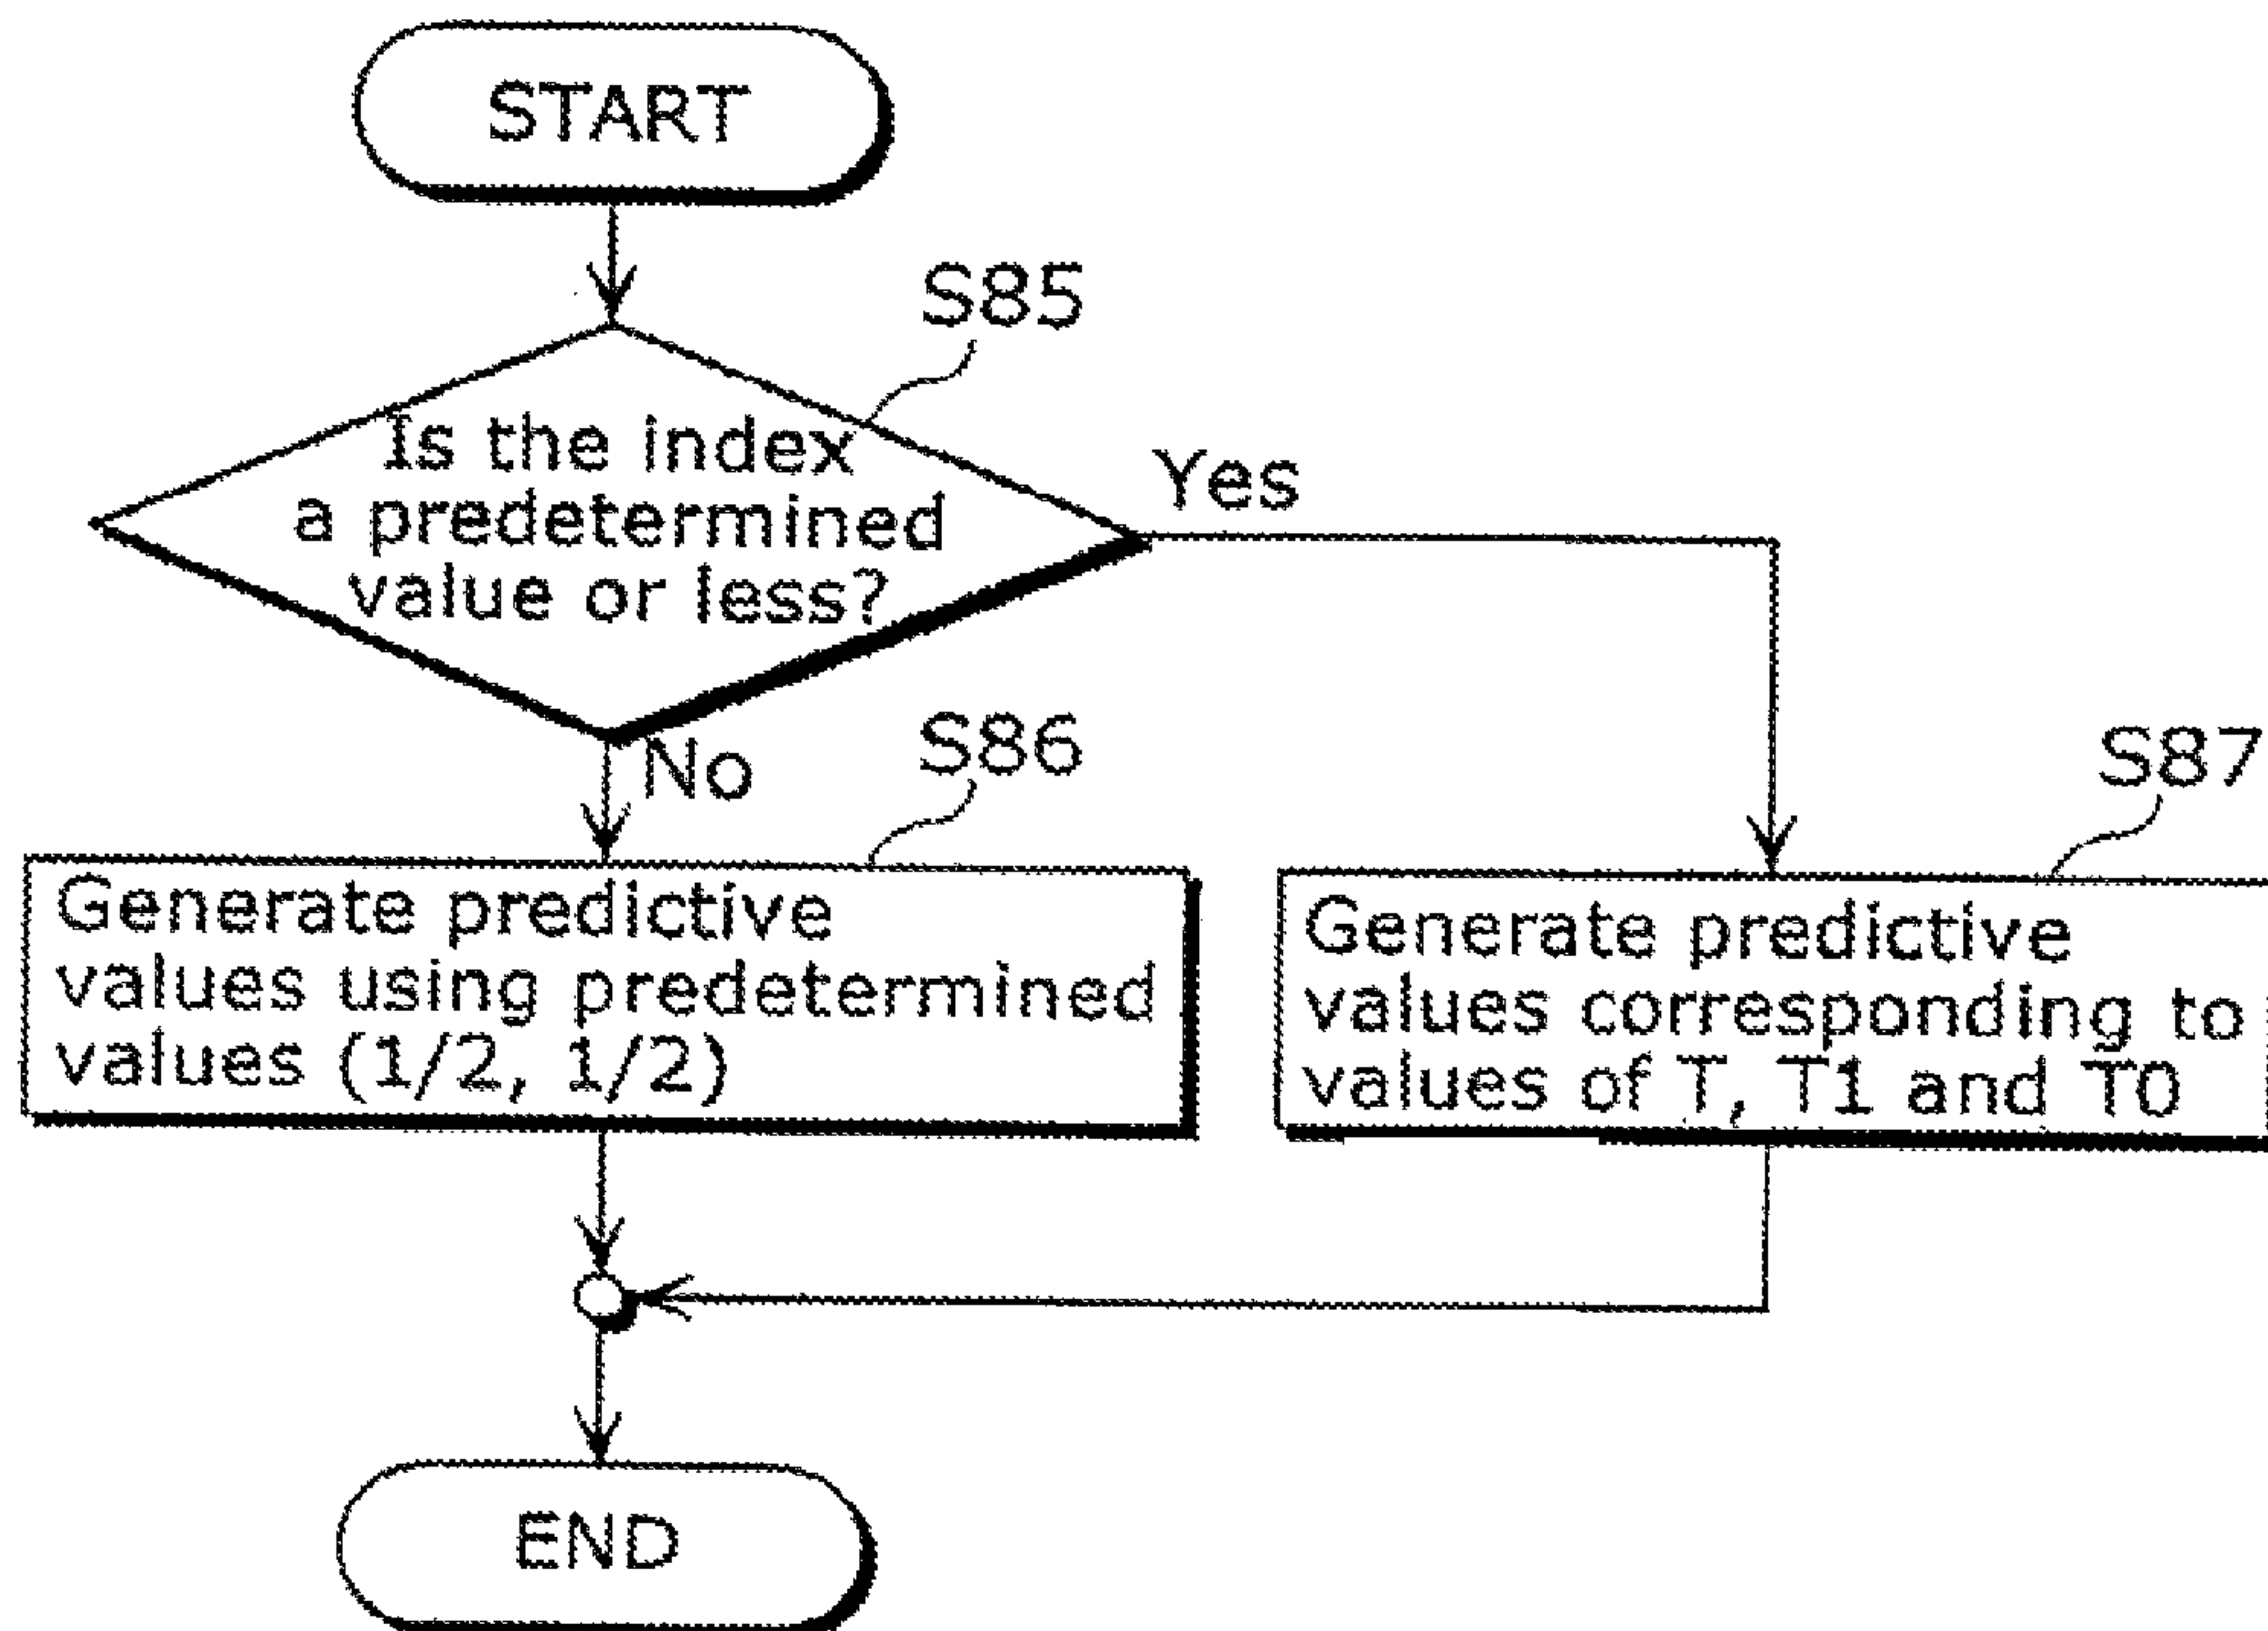 START
S85
Is the index
a predetermined
value or less?
Yes
No
S86
Generate predictive
values using predetermined
values (1/2, 1/2)
S87
Generate predictive
values corresponding to
values of T, T1 and T0
END